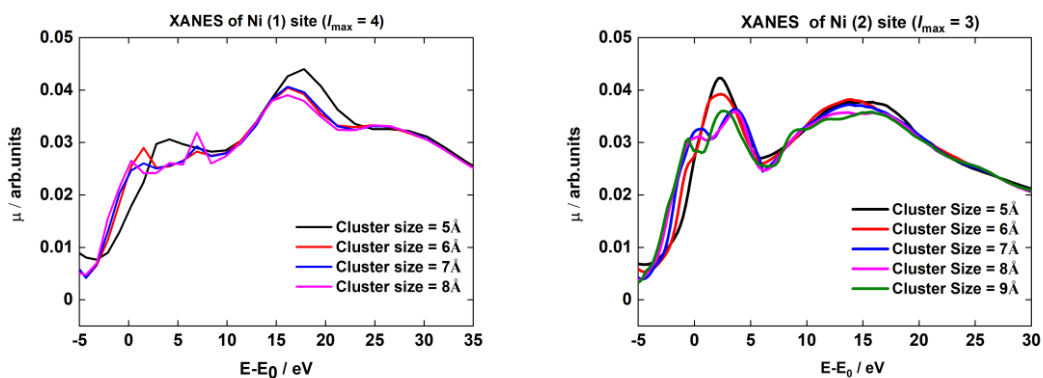 XANES of Ni (1) site (lmax = 4)
0.05
0.04
0.03
0.02
0.01
0
μ / arb.units
Cluster size = 5Å
Cluster size = 6Å
Cluster size = 7Å
Cluster size = 8Å
-5 0 5 10 15 20 25 30 35
E-E0 / eV
XANES of Ni (2) site (lmax = 3)
0.05
0.04
0.03
0.02
0.01
0
μ / arb.units
Cluster Size = 5Å
Cluster Size = 6Å
Cluster Size = 7Å
Cluster Size = 8Å
Cluster Size = 9Å
-5 0 5 10 15 20 25 30
E-E0 / eV